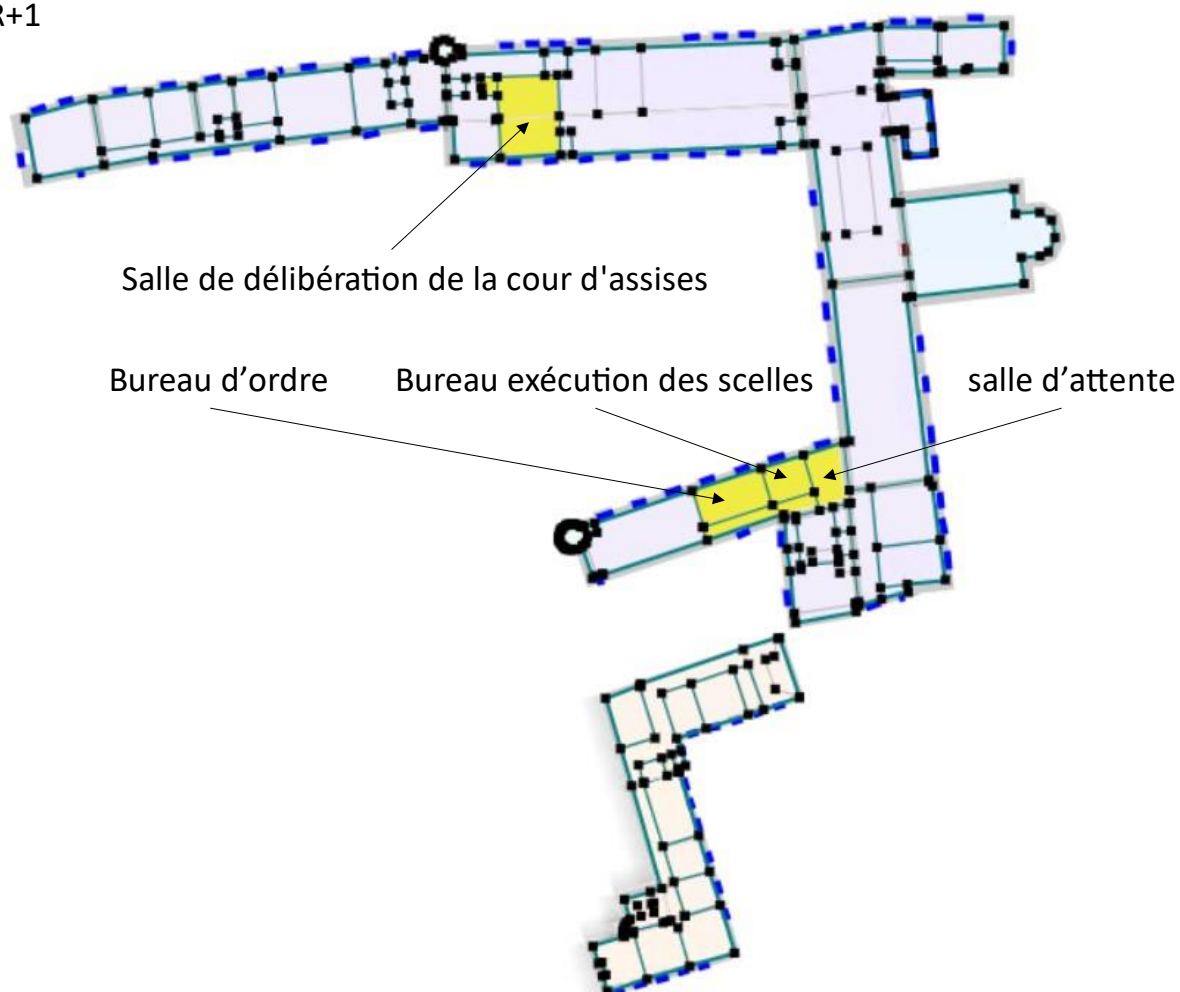 R+1
Salle de délibération de la cour d'assises
Bureau d’ordre
Bureau exécution des scelles
salle d’attente